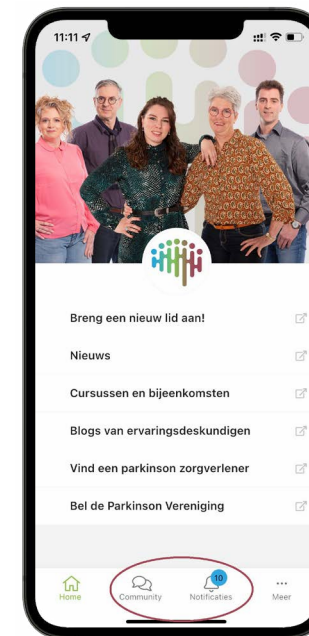 11:11
Breng een nieuw lid aan!
Nieuws
Cursussen en bijeenkomsten
Blogs van ervaringsdeskundigen
Vind een parkinson zorgverlener
Bel de Parkinson Vereniging
10
Home Community Notificaties Meer